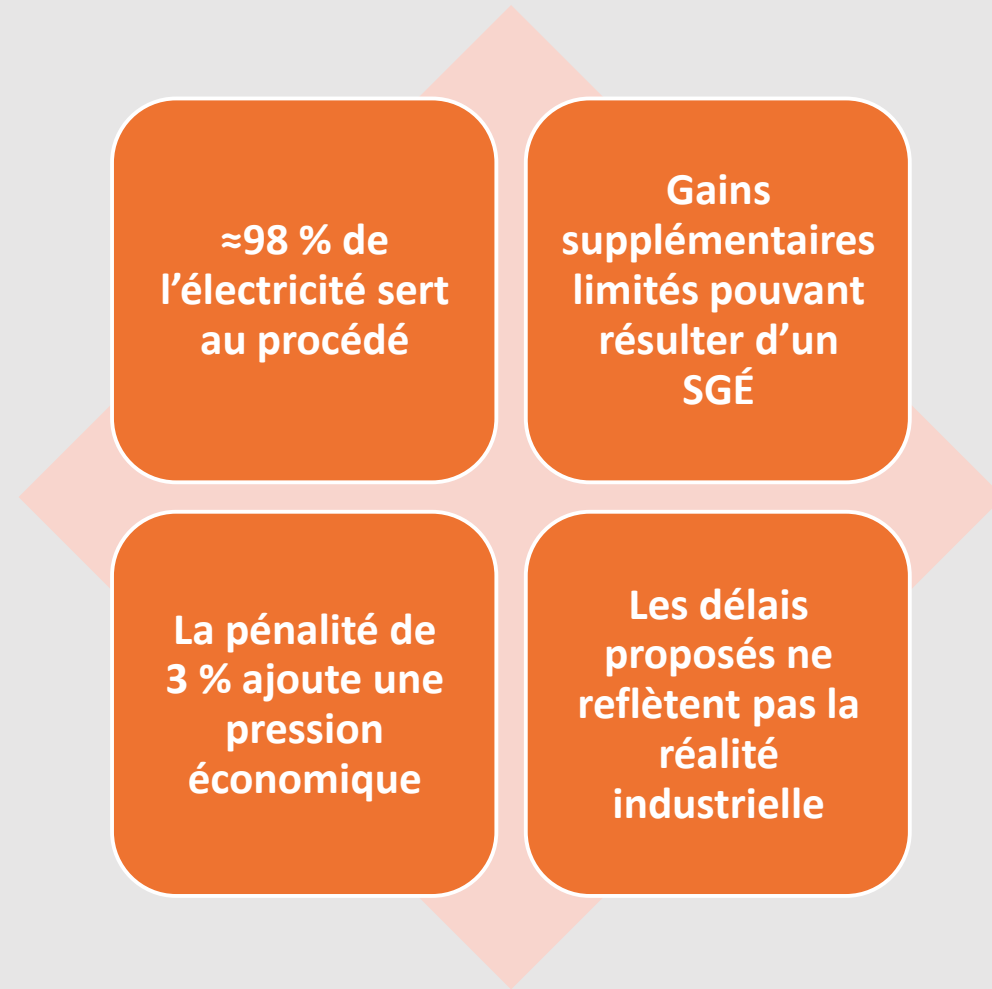 ≈98 % de
l’électricité sert
au procédé
Gains
supplémentaires
limités pouvant
résulter d’un
SGÉ
La pénalité de
3 % ajoute une
pression
économique
Les délais
proposés ne
reflètent pas la
réalité
industrielle